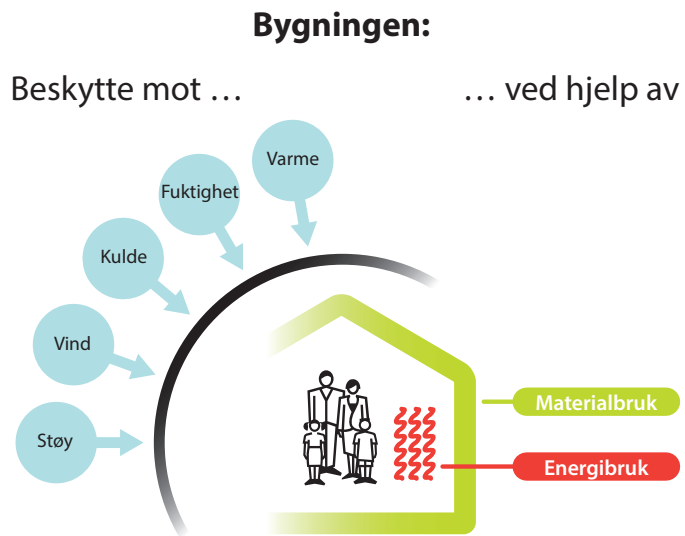 Bygningen:
Beskytte mot …
… ved hjelp av
Varme
Fuktighet
Kulde
Vind
Støy
Materialbruk
Energibruk